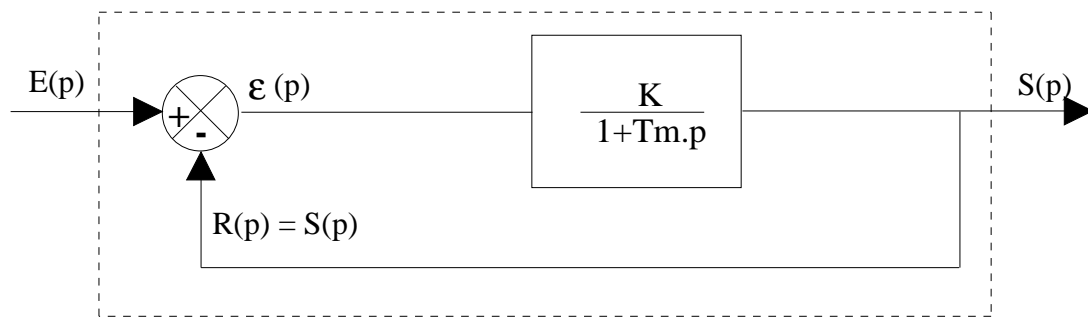 E(p)
ε (p)
K
1+Tm.p
S(p)
+
-
R(p) = S(p)